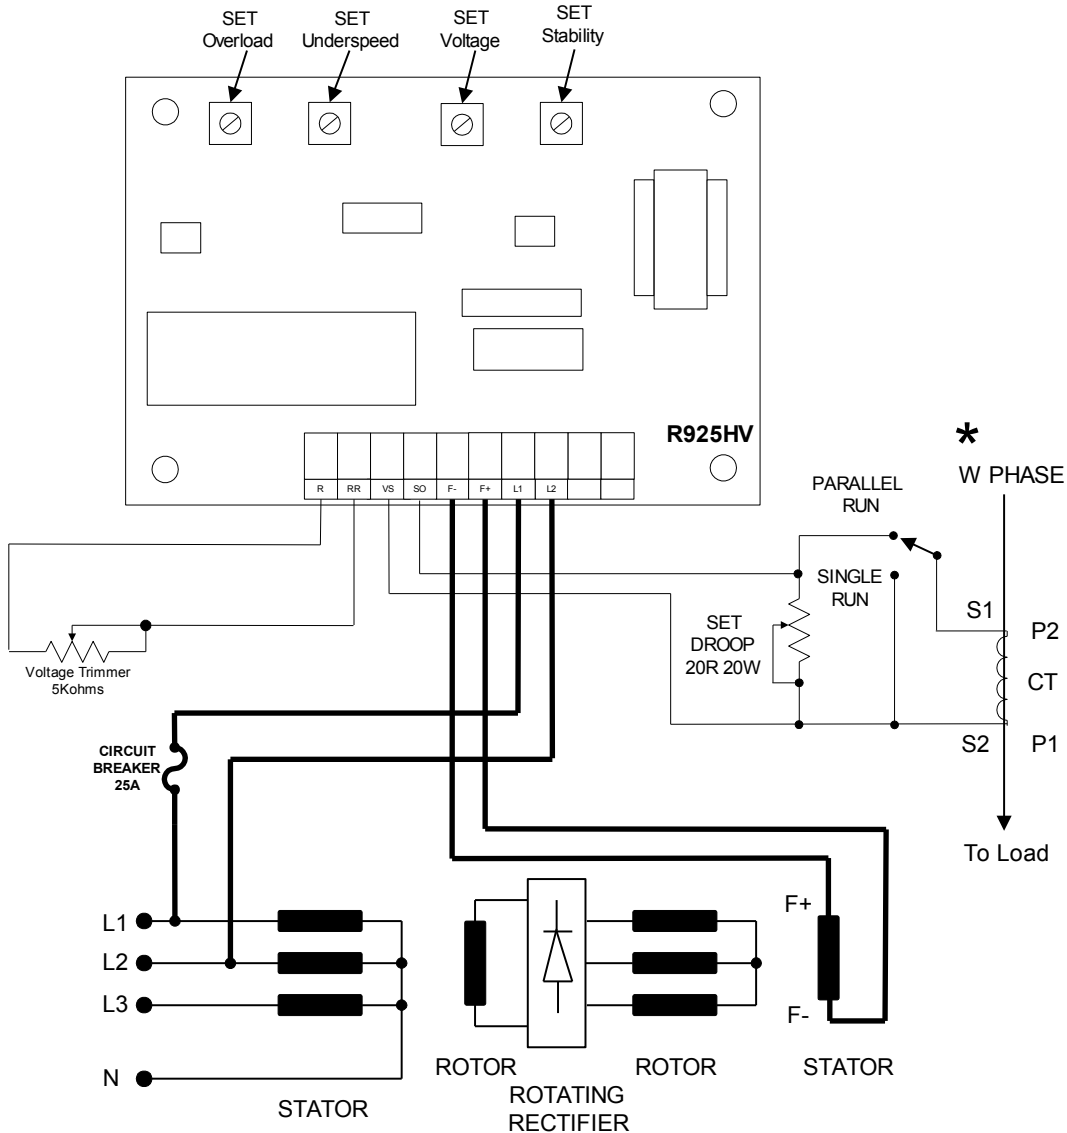 SET
Overload
SET
Underspeed
SET
Voltage
SET
Stability
R925HV
R RR VS SO F- F+ L1 L2
*
W PHASE
PARALLEL
RUN
SINGLE
RUN
SET
DROOP
20R 20W
S1
P2
CT
S2
P1
To Load
Voltage Trimmer
5Kohms
CIRCUIT
BREAKER
25A
L1
L2
L3
N
STATOR
ROTOR
ROTATING
RECTIFIER
ROTOR
F+
F-
STATOR